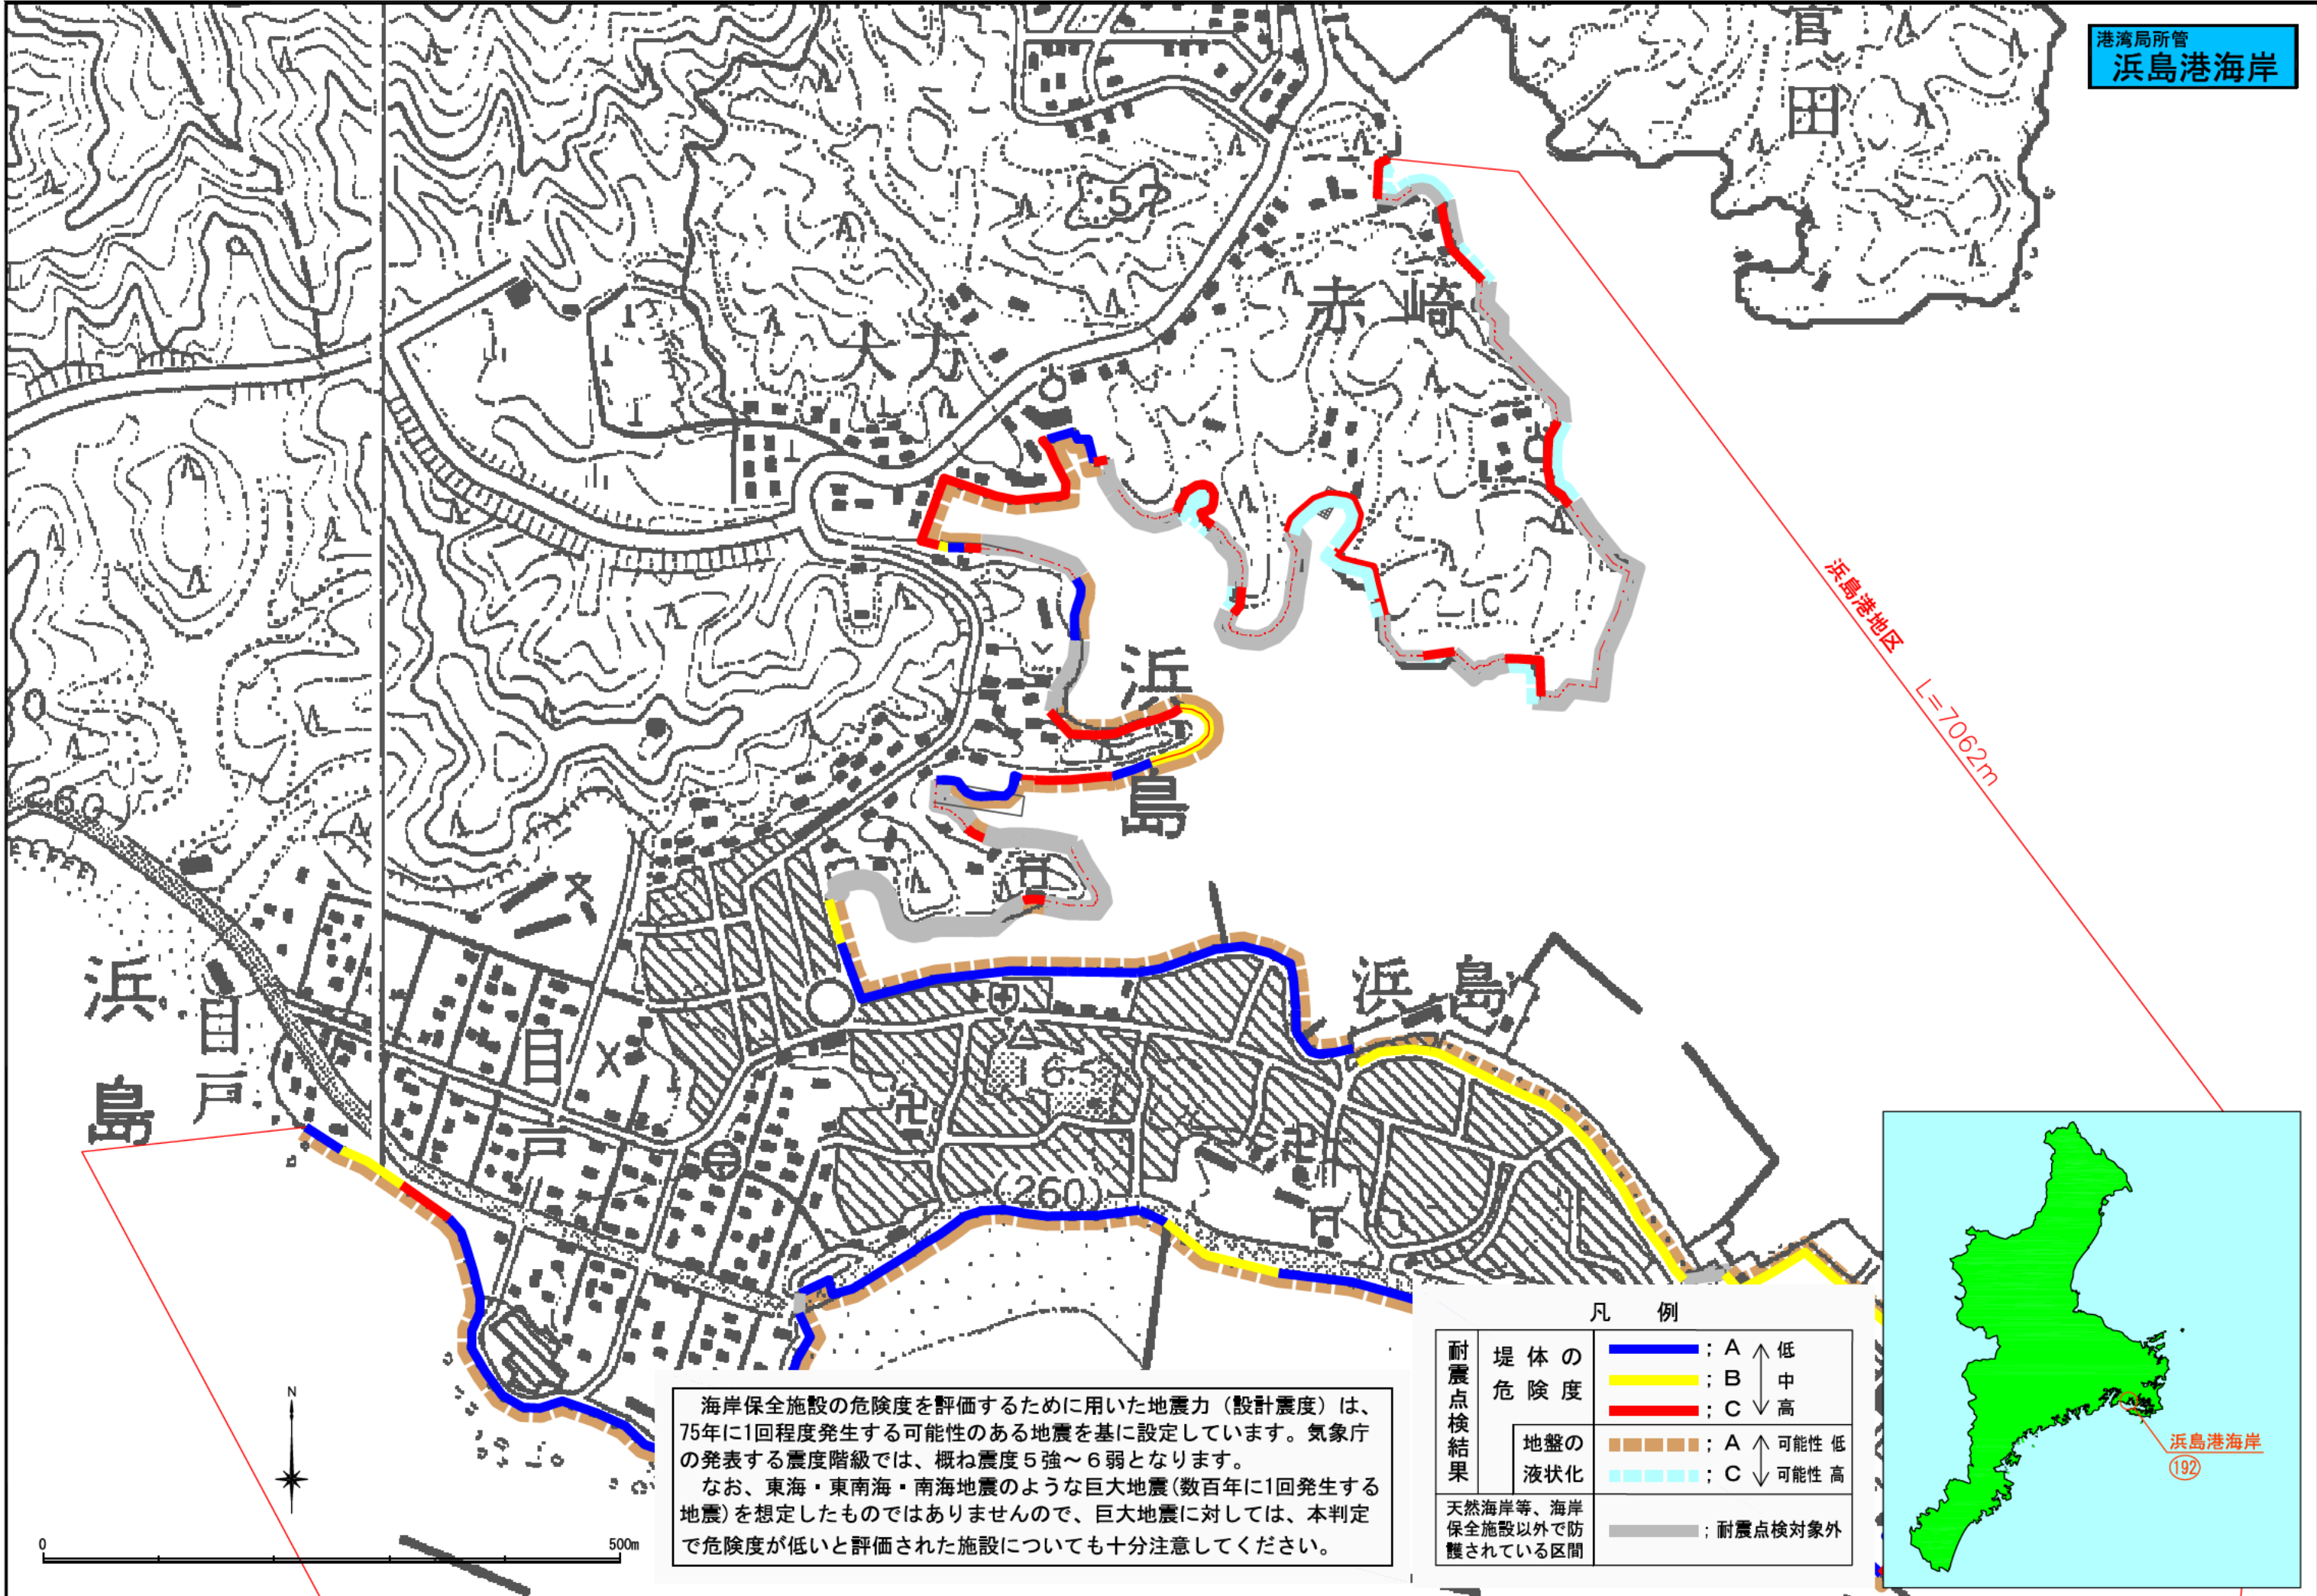 港湾局所管
浜島港海岸
宮田
57
赤崎
大方
浜島港地区
L=7062m
浜島
260
浜島
目戸
目戸
浜島
16.5
(260)
N
0
500m
海岸保全施設の危険度を評価するために用いた地震力（設計震度）は、
75年に1回程度発生する可能性のある地震を基に設定しています。気象庁
の発表する震度階級では、概ね震度５強～６弱となります。
なお、東海・東南海・南海地震のような巨大地震(数百年に1回発生する
地震)を想定したものではありませんので、巨大地震に対しては、本判定
で危険度が低いと評価された施設についても十分注意してください。
凡　例
耐震点検結果
堤体の
危険度
；A 低
；B 中
；C 高
地盤の
液状化
；A 可能性 低
；C 可能性 高
天然海岸等、海岸
保全施設以外で防
護されている区間
；耐震点検対象外
浜島港海岸
192